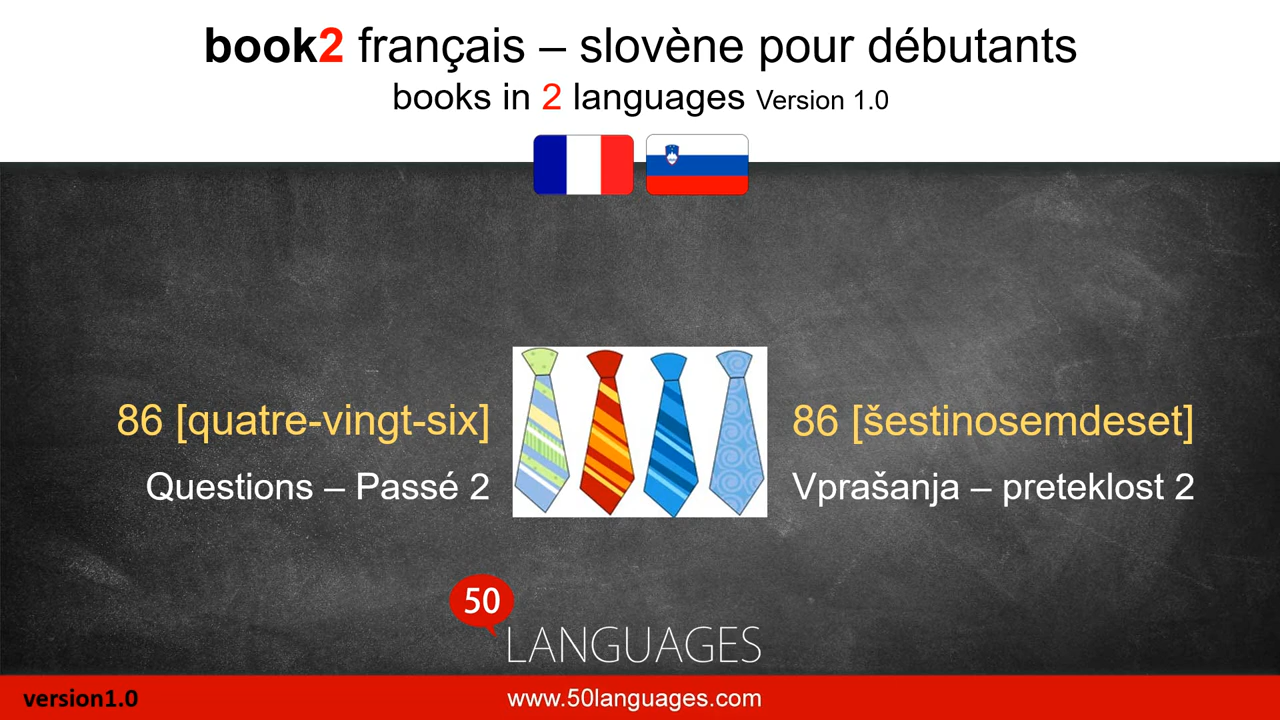 book2 français – slovène pour débutants
books in 2 languages Version 1.0
86 [quatre-vingt-six]
Questions – Passé 2
86 [šestinosemdeset]
Vprašanja – preteklost 2
50
LANGUAGES
version1.0
www.50languages.com